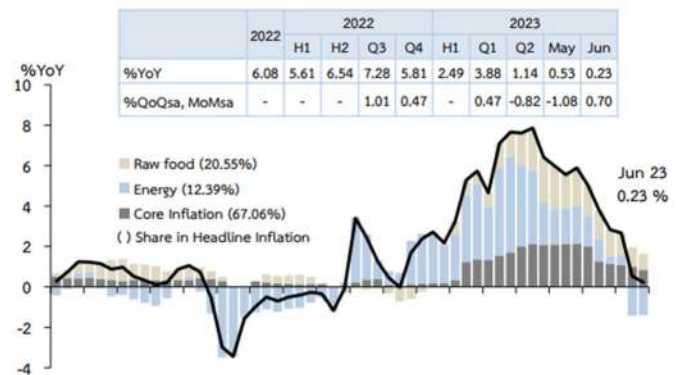 2022 2022 2023
H1 H2 Q3 Q4 H1 Q1 Q2 May Jun
%YoY 6.08 5.61 6.54 7.28 5.81 2.49 3.88 1.14 0.53 0.23
%QoQsa, MoMsa - - - 1.01 0.47 - 0.47 -0.82 -1.08 0.70
%YoY
10
8
6
4
2
0
-2
-4
Raw food (20.55%)
Energy (12.39%)
Core Inflation (67.06%)
( ) Share in Headline Inflation
Jun 23
0.23 %